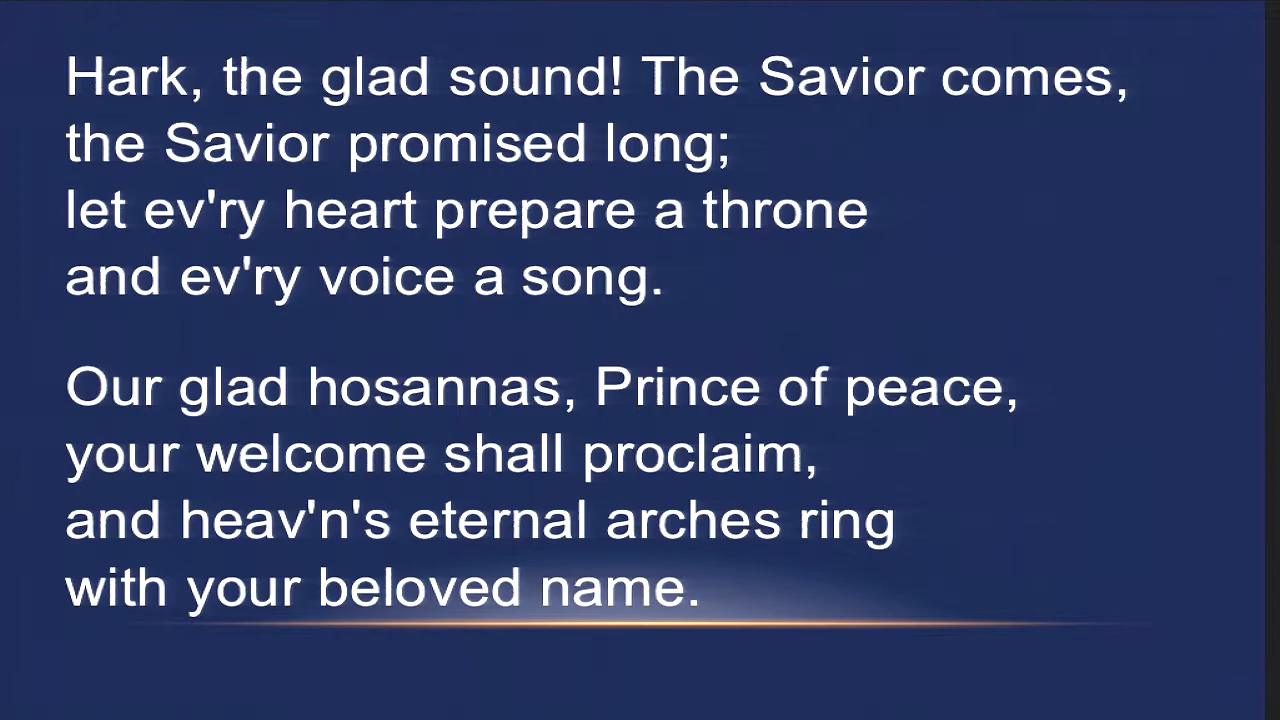 Hark, the glad sound! The Savior comes,
the Savior promised long;
let ev'ry heart prepare a throne
and ev'ry voice a song.
Our glad hosannas, Prince of peace,
your welcome shall proclaim,
and heav'n's eternal arches ring
with your beloved name.